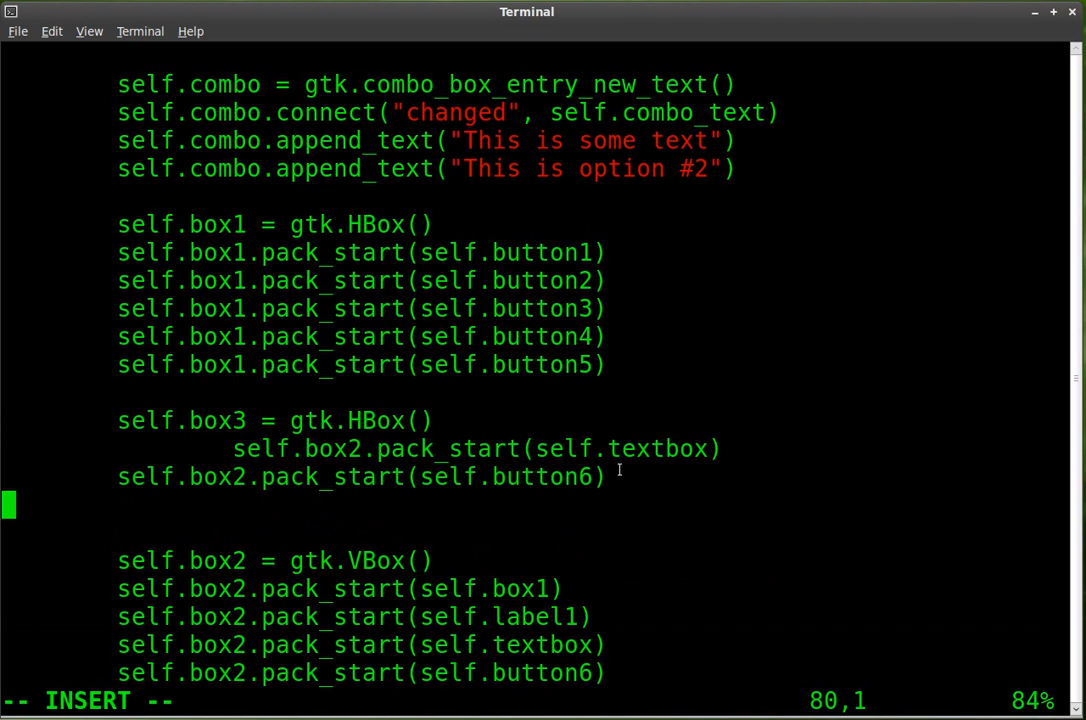 Terminal
File Edit View Terminal Help
self.combo = gtk.combo_box_entry_new_text()
self.combo.connect("changed", self.combo_text)
self.combo.append_text("This is some text")
self.combo.append_text("This is option #2")
self.box1 = gtk.HBox()
self.box1.pack_start(self.button1)
self.box1.pack_start(self.button2)
self.box1.pack_start(self.button3)
self.box1.pack_start(self.button4)
self.box1.pack_start(self.button5)
self.box3 = gtk.HBox()
self.box2.pack_start(self.textbox)
self.box2.pack_start(self.button6)
self.box2 = gtk.VBox()
self.box2.pack_start(self.box1)
self.box2.pack_start(self.label1)
self.box2.pack_start(self.textbox)
self.box2.pack_start(self.button6)
-- INSERT -- 80,1 84%